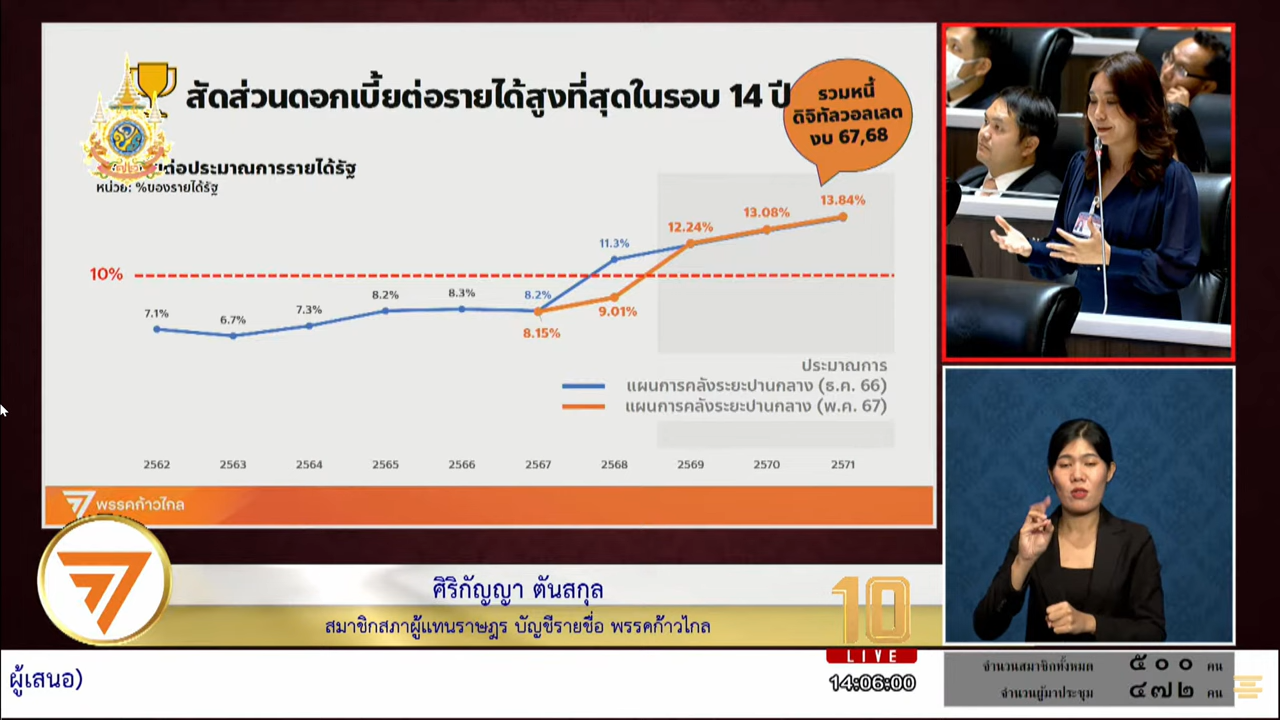 สัดส่วนดอกเบี้ยต่อรายได้สูงที่สุดในรอบ 14 ปี
รวมหนี้
ดิจิทัลวอลเลต
งบ 67,68
ต่อประมาณการรายได้รัฐ
หน่วย: %ของรายได้รัฐ
10%
7.1%
6.7%
7.3%
8.2%
8.3%
8.2%
8.15%
11.3%
9.01%
12.24%
13.08%
13.84%
ประมาณการ
แผนการคลังระยะปานกลาง (ธ.ค. 66)
แผนการคลังระยะปานกลาง (พ.ค. 67)
2562 2563 2564 2565 2566 2567 2568 2569 2570 2571
พรรคก้าวไกล
ศิริกัญญา ตันสกุล
สมาชิกสภาผู้แทนราษฎร บัญชีรายชื่อ พรรคก้าวไกล
10
LIVE
14:06:00
ผู้เสนอ)
จำนวนสมาชิกทั้งหมด ๕๐๐ คน
จำนวนผู้มาประชุม ๔๗๒ คน